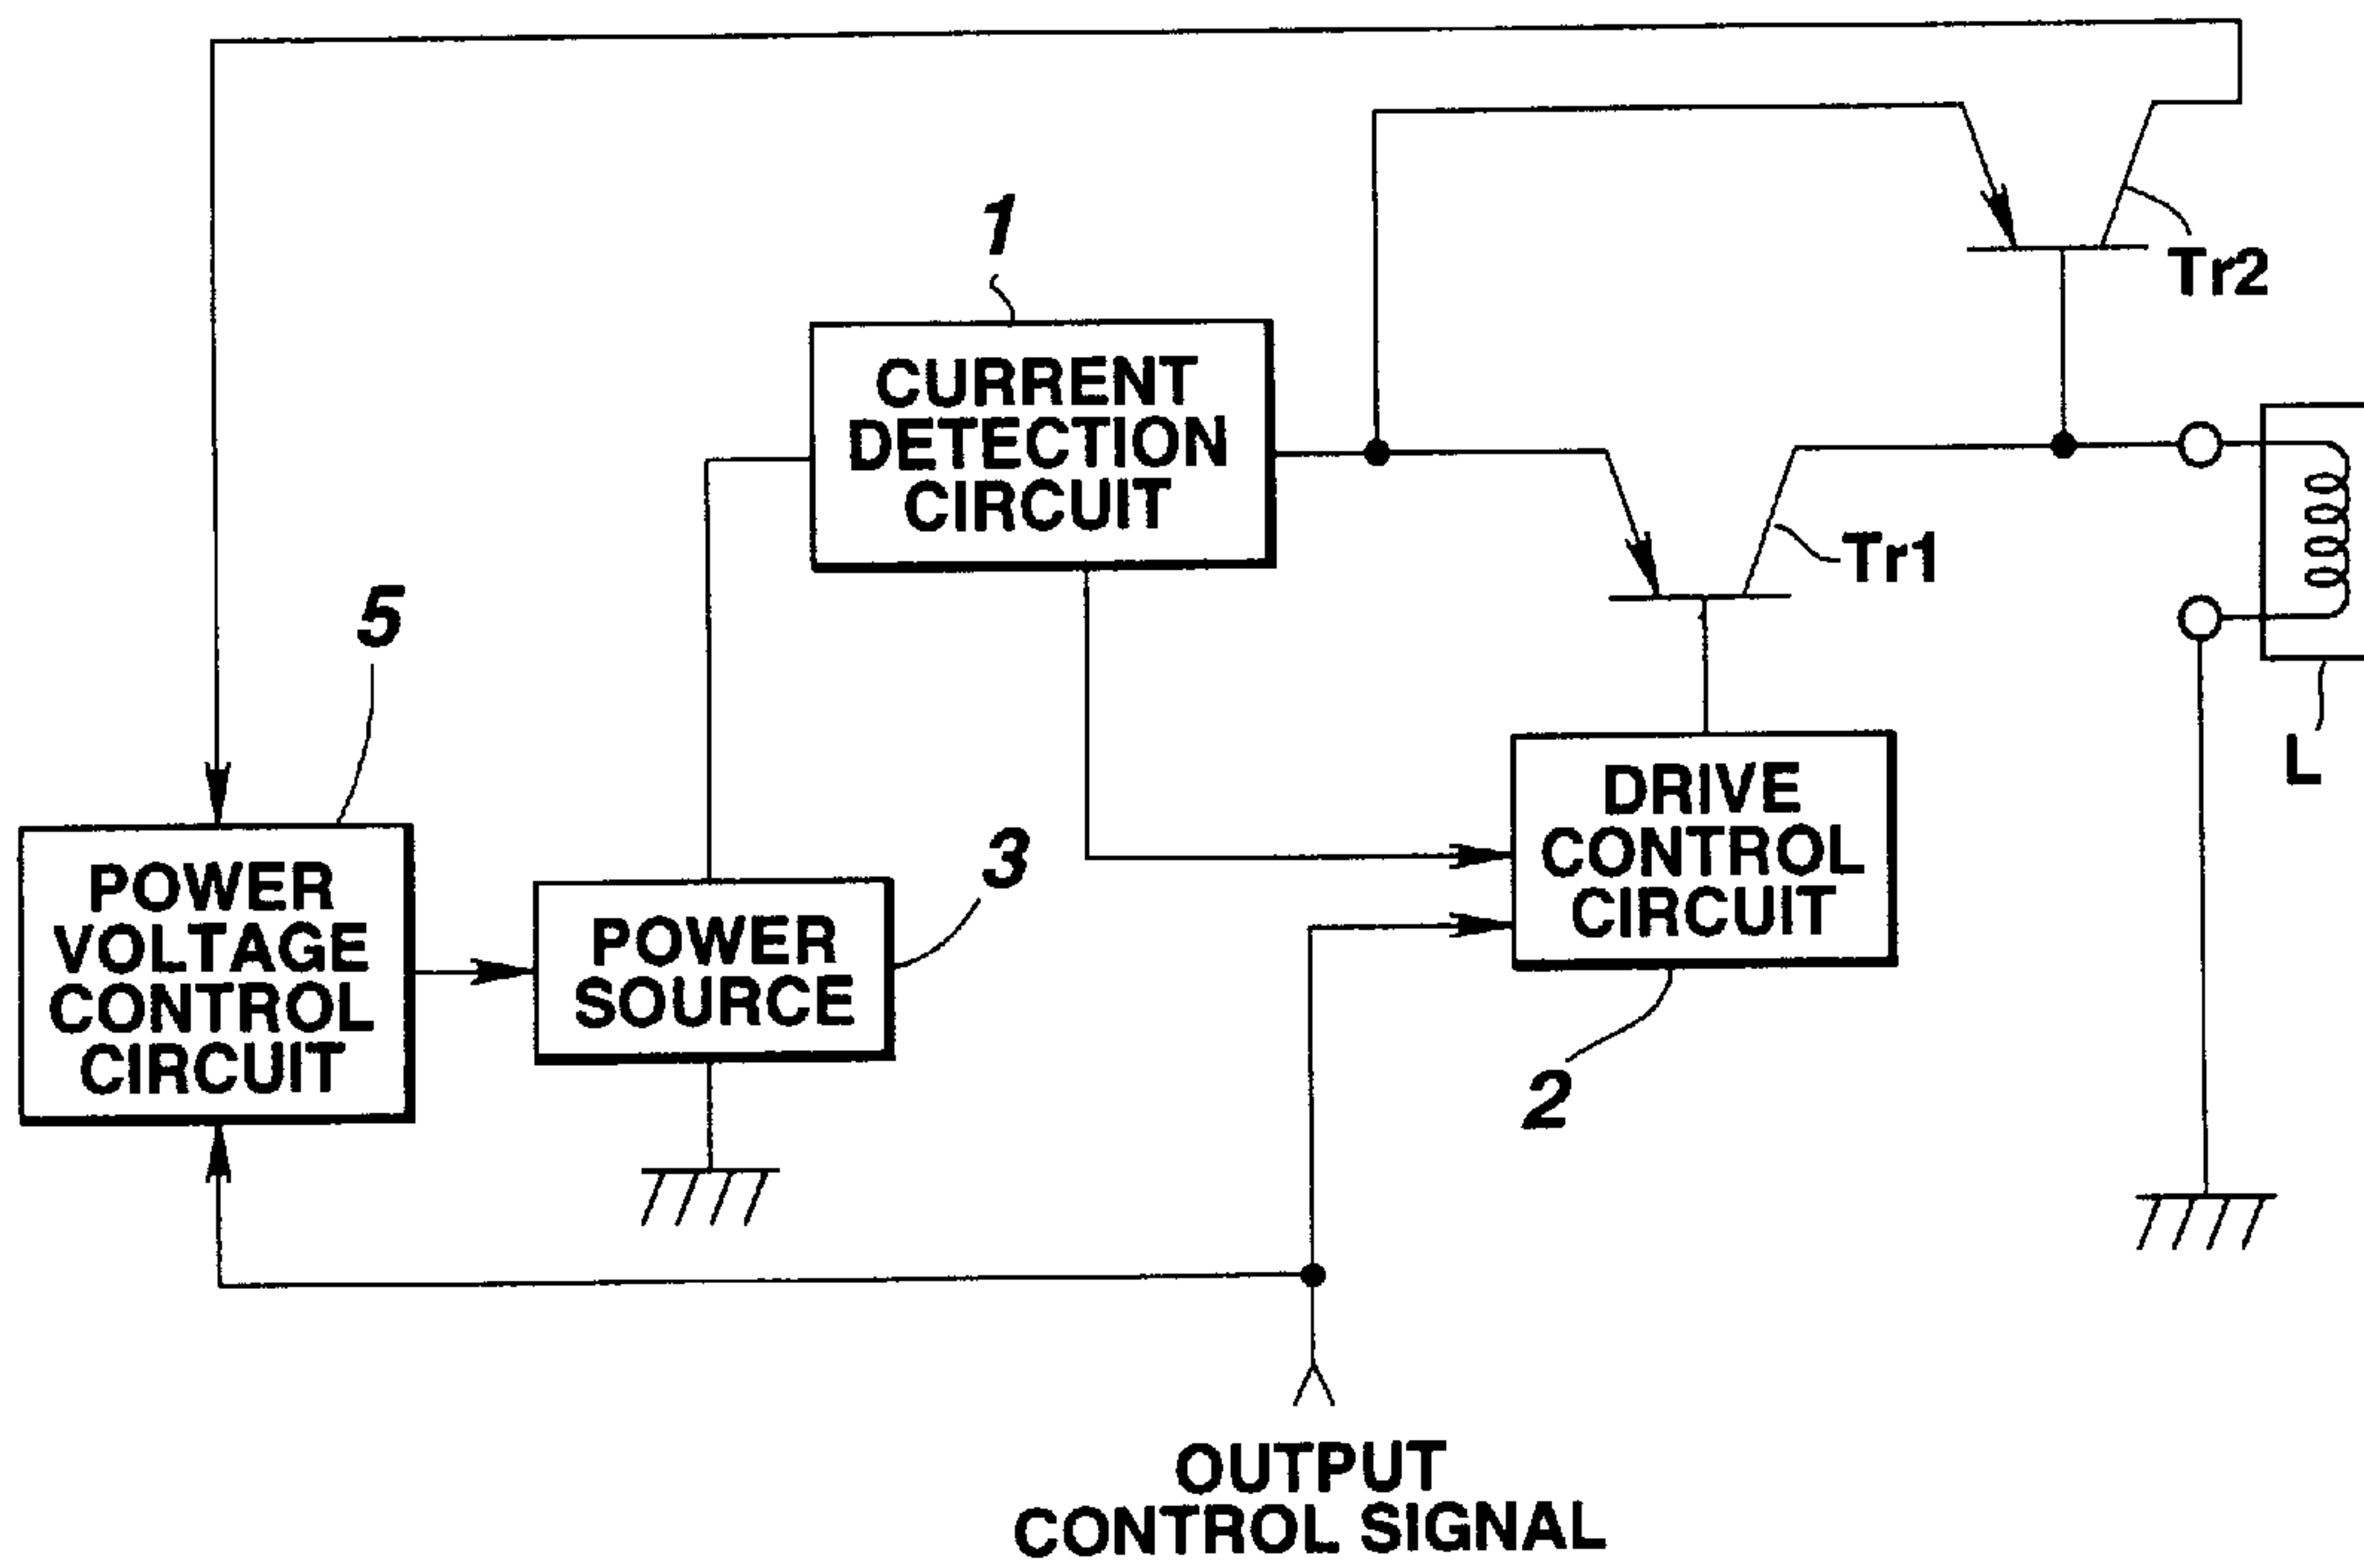 1
CURRENT
DETECTION
CIRCUIT
Tr2
Tr1
L
5
POWER
VOLTAGE
CONTROL
CIRCUIT
3
POWER
SOURCE
DRIVE
CONTROL
CIRCUIT
2
OUTPUT
CONTROL SIGNAL